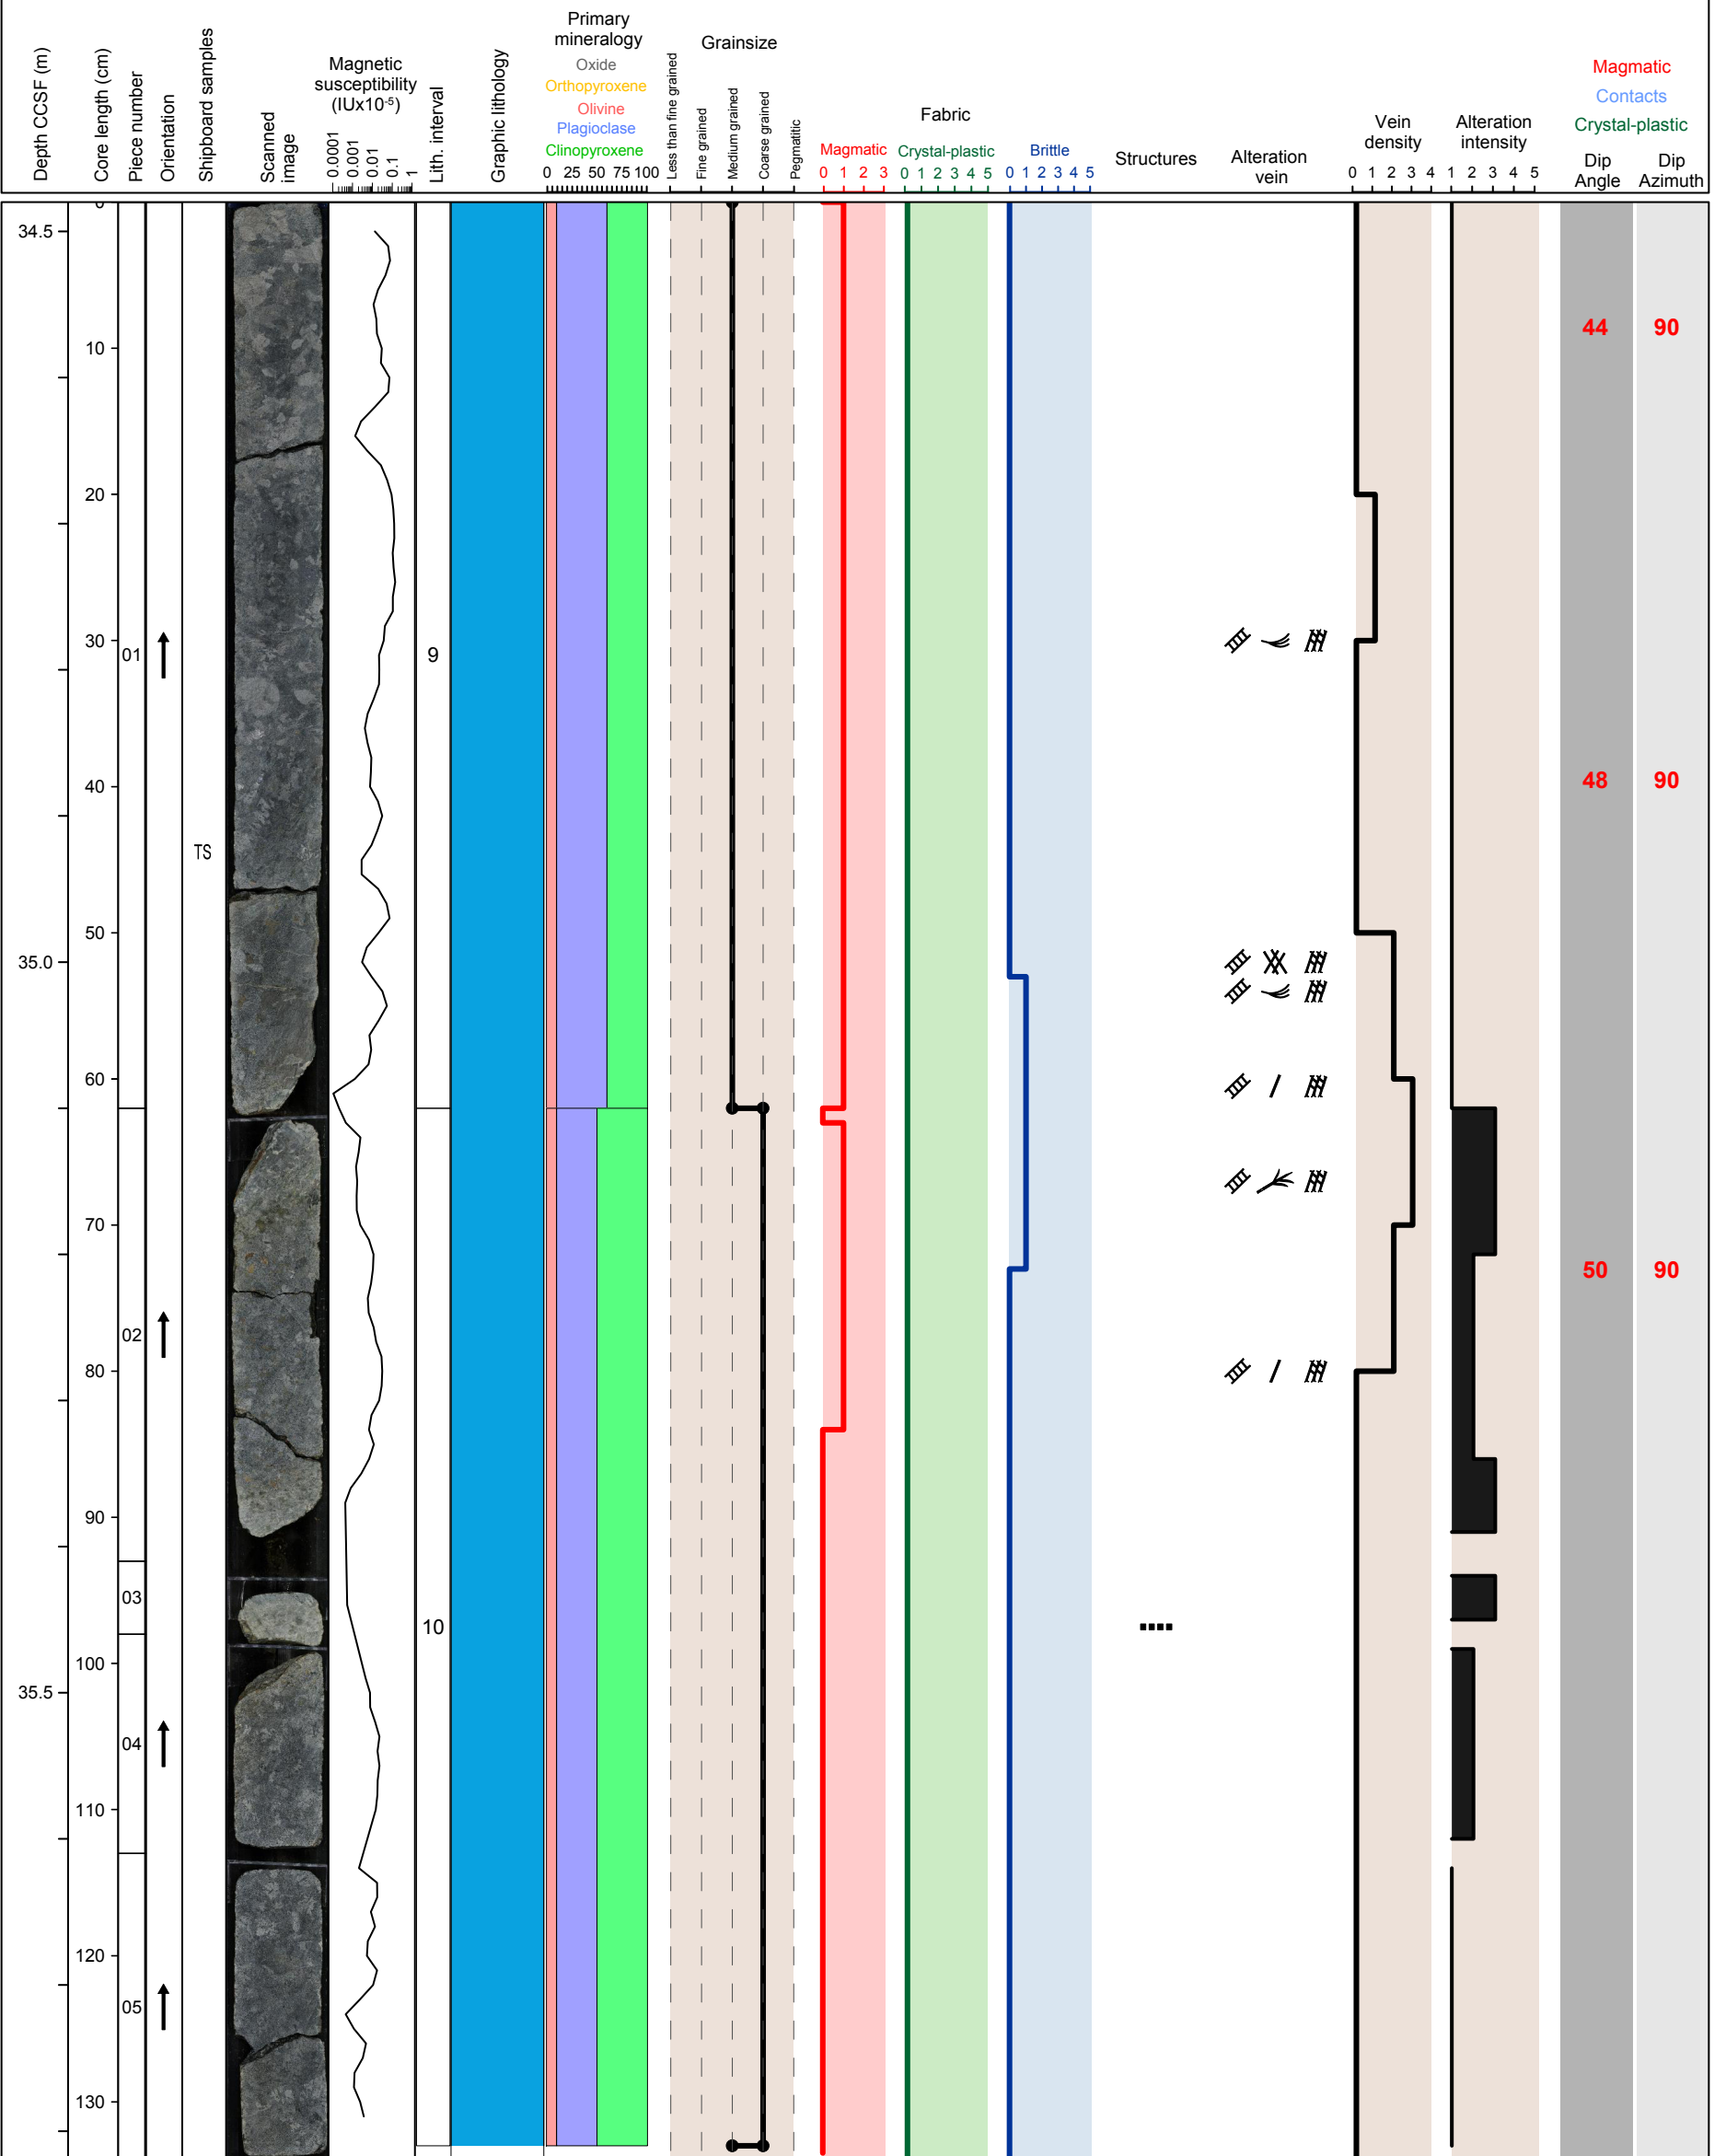 Depth CCSF (m)
Core length (cm)
Piece number
Orientation
Shipboard samples
Scanned
image
Magnetic
susceptibility
(IUx10-5)
0.0001
0.001
0.01
0.1
1
Lith. interval
Graphic lithology
Primary
mineralogy
Oxide
Orthopyroxene
Olivine
Plagioclase
Clinopyroxene
0 25 50 75 100
Grainsize
Less than fine grained
Fine grained
Medium grained
Coarse grained
Pegmatitic
Fabric
Magmatic
0 1 2 3
Crystal-plastic
0 1 2 3 4 5
Brittle
0 1 2 3 4 5
Structures
Alteration
vein
Vein
density
0 1 2 3 4
Alteration
intensity
1 2 3 4 5
Magmatic
Contacts
Crystal-plastic
Dip
Angle
Dip
Azimuth
0
34.5
44 90
10
20
30
01
9
40
48 90
TS
50
35.0
60
70
50 90
02
80
90
03
10
100
35.5
04
110
120
05
130